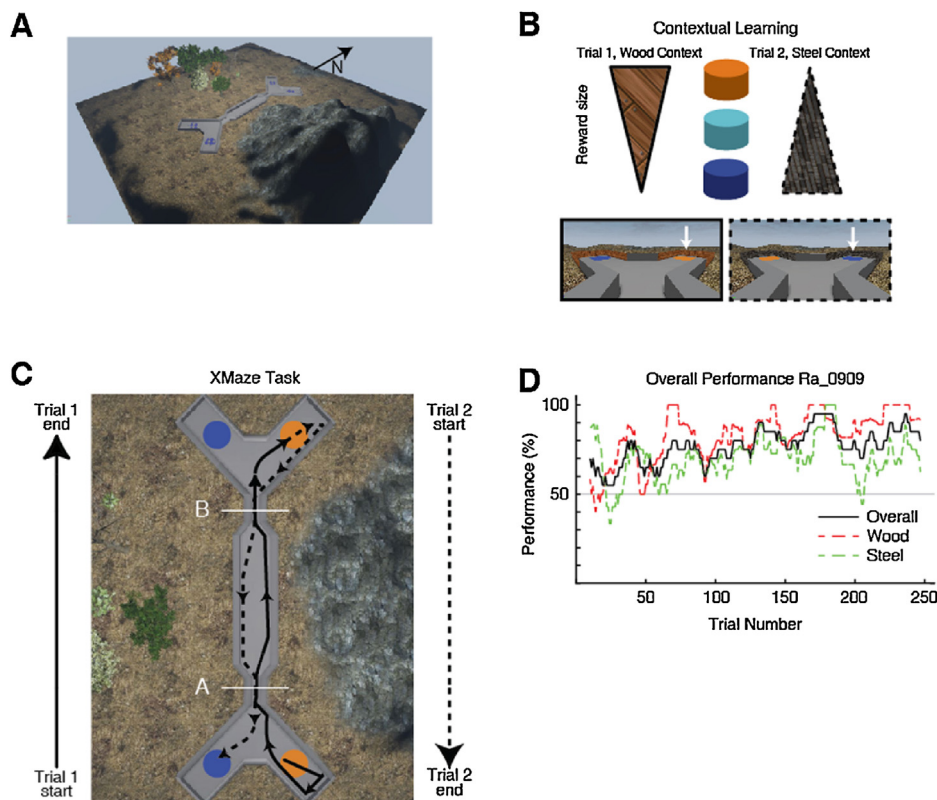 A
N
B
Contextual Learning
Trial 1, Wood Context
Trial 2, Steel Context
Reward size
C
XMaze Task
Trial 1
end
Trial 2
start
B
A
Trial 1
start
Trial 2
end
D
Overall Performance Ra_0909
Performance (%)
100
50
Overall
Wood
Steel
50
100
150
200
250
Trial Number